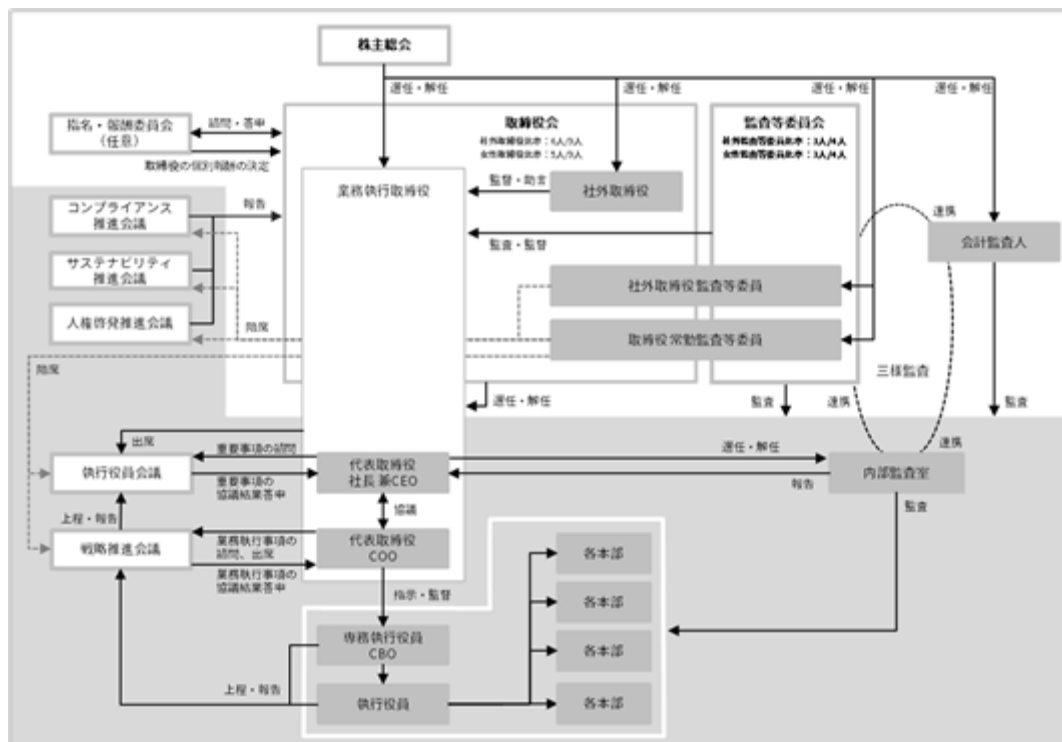 株主総会
選任・解任
選任・解任
選任・解任
選任・解任
指名・報酬委員会
(任意)
諮問・答申
取締役の個別報酬の決定
取締役会
監査等委員会
業務執行取締役
監督・助言
社外取締役
コンプライアンス
推進会議
報告
サステナビリティ
推進会議
人権啓発推進会議
監査・監督
連携
会計監査人
社外取締役監査等委員
陪席
取締役 常勤監査等委員
陪席
三様監査
選任・解任
監査
連携
監査
出席
重要事項の諮問
執行役員会議
重要事項の
協議結果答申
代表取締役
社長 兼CEO
選任・解任
報告
連携
内部監査室
監査
上程・報告
協議
戦略推進会議
業務執行事項の
諮問、出席
業務執行事項の
協議結果答申
代表取締役
COO
各本部
指示・監督
各本部
専務執行役員
CBO
各本部
上程・報告
執行役員
各本部